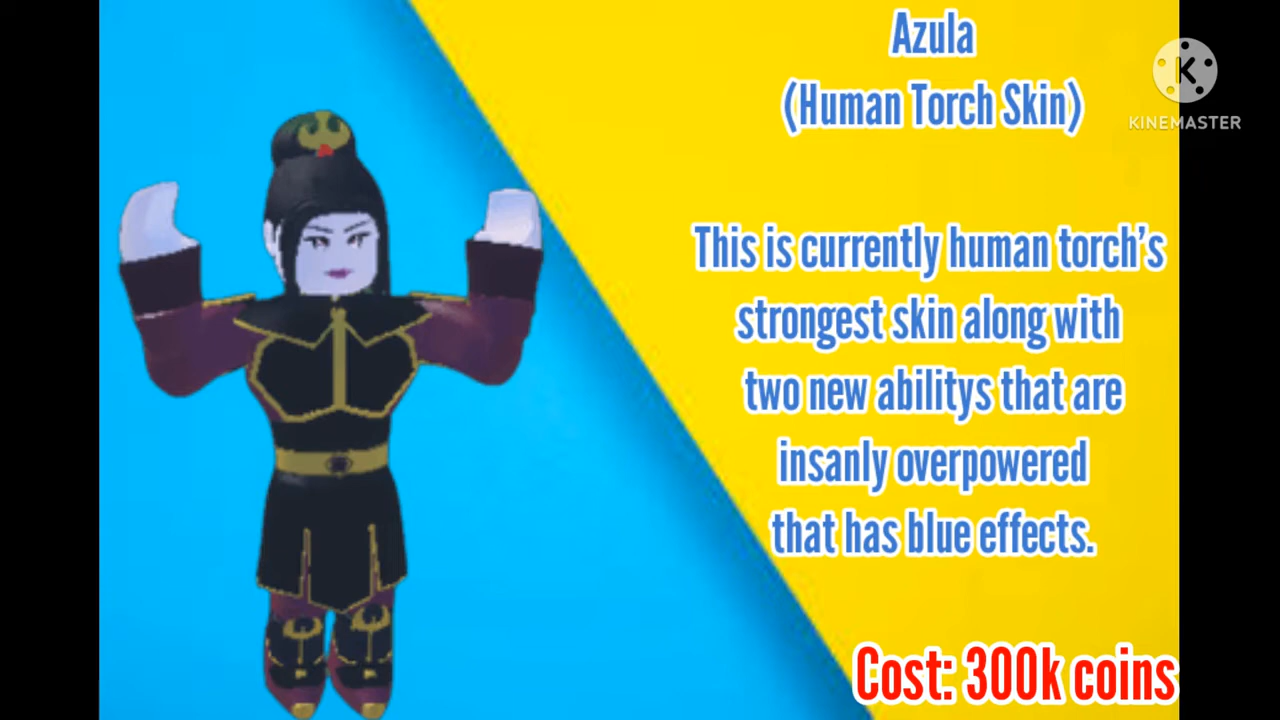 Azula
(Human Torch Skin)
K
KINEMASTER
This is currently human torch's
strongest skin along with
two new abilitys that are
insanly overpowered
that has blue effects.
Cost: 300k coins